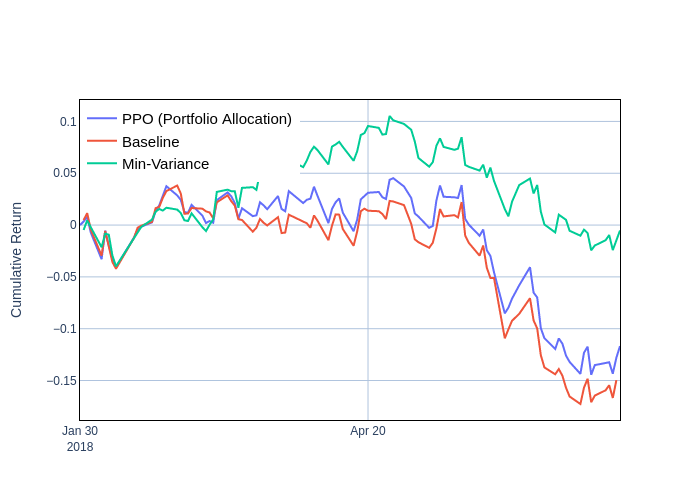 PPO (Portfolio Allocation)
Baseline
Min-Variance
0.1
0.05
0
−0.05
−0.1
−0.15
Cumulative Return
Jan 30
2018
Apr 20